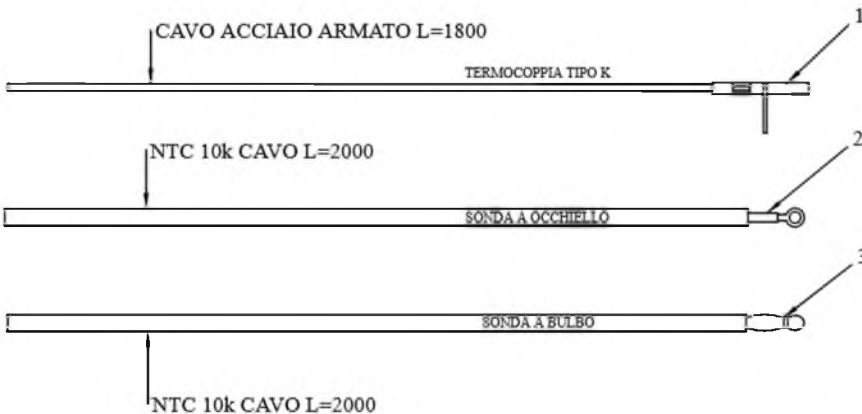 1
CAVO ACCIAIO ARMATO L=1800
TERMOCOPPIA TIPO K
2
NTC 10k CAVO L=2000
SONDA A OCCHIELLO
3
SONDA A BULBO
NTC 10k CAVO L=2000